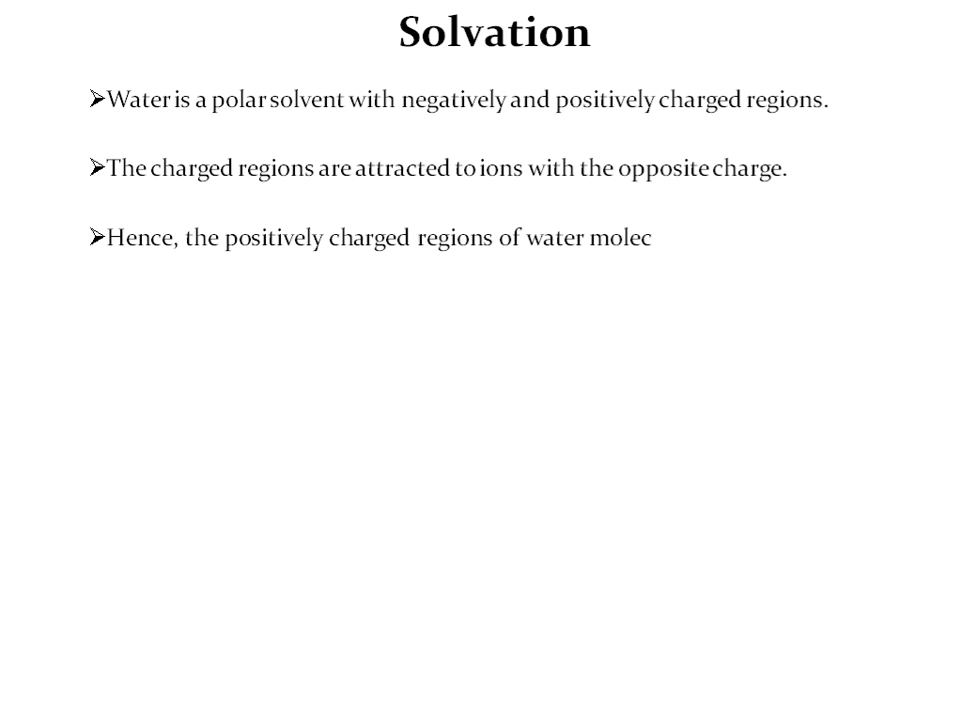 Solvation
➢Water is a polar solvent with negatively and positively charged regions.
➢The charged regions are attracted to ions with the opposite charge.
➢Hence, the positively charged regions of water molec